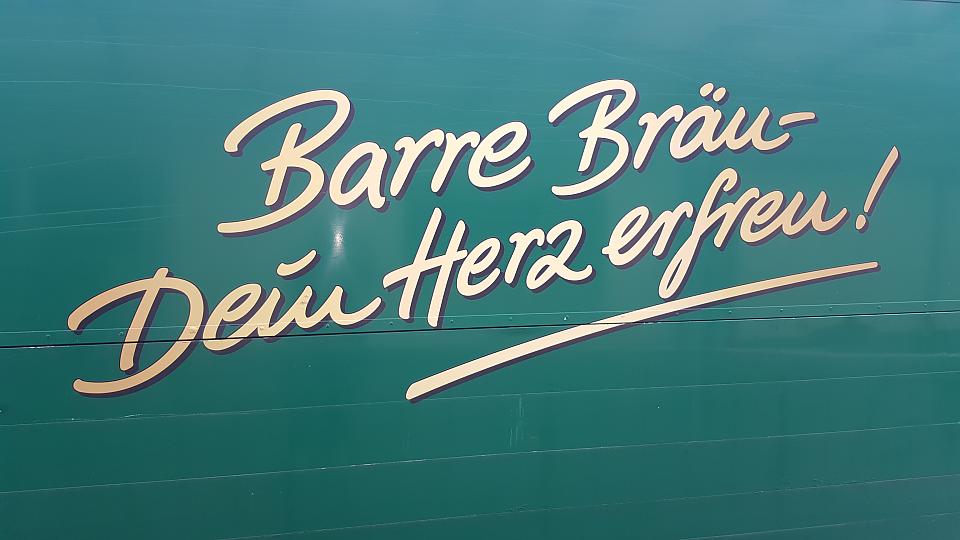 Barre Bräu-
Dein Herz erfreu!